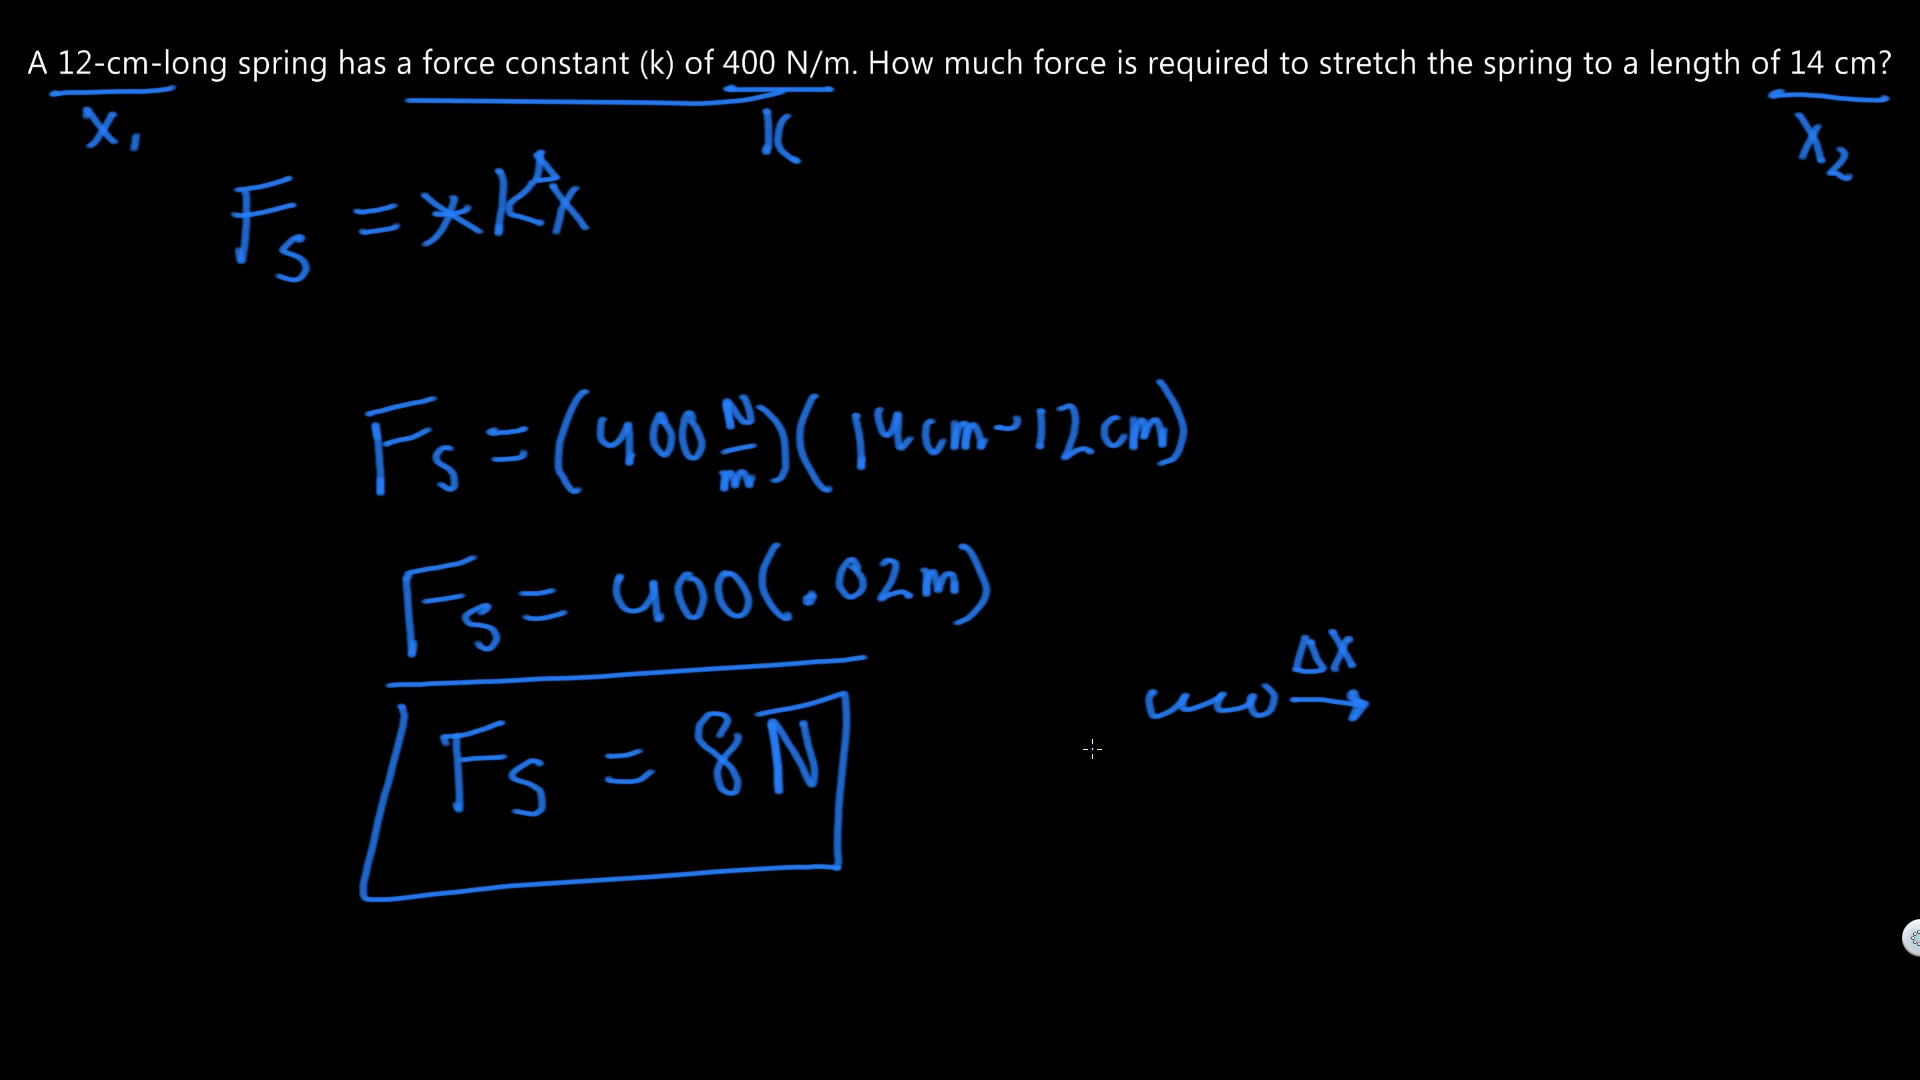 A 12-cm-long spring has a force constant (k) of 400 N/m. How much force is required to stretch the spring to a length of 14 cm?
x₁ K x₂
Fs = kΔx
Fs = (400 N/m)(14cm-12cm)
Fs = 400(.02m)
ΔX
Fs = 8N